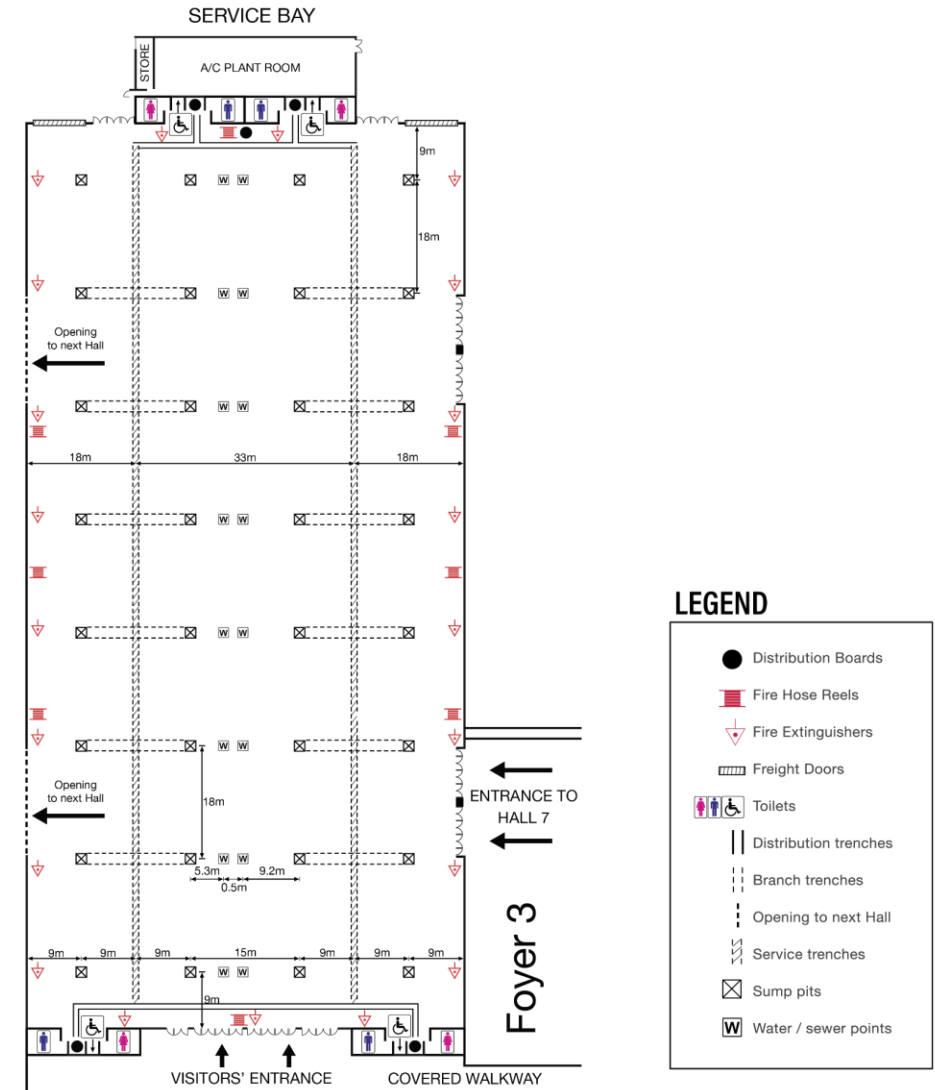 SERVICE BAY
STORE
A/C PLANT ROOM
9m
W W
18m
W W
Opening
to next Hall
W W
18m 33m 18m
W W
W W
W W
18m
Opening
to next Hall
ENTRANCE TO
HALL 7
W W
5.3m 9.2m
0.5m
Foyer 3
9m 9m 9m 15m 9m 9m 9m
W W
9m
VISITORS' ENTRANCE
COVERED WALKWAY
LEGEND
Distribution Boards
Fire Hose Reels
Fire Extinguishers
Freight Doors
Toilets
Distribution trenches
Branch trenches
Opening to next Hall
Service trenches
Sump pits
W Water / sewer points